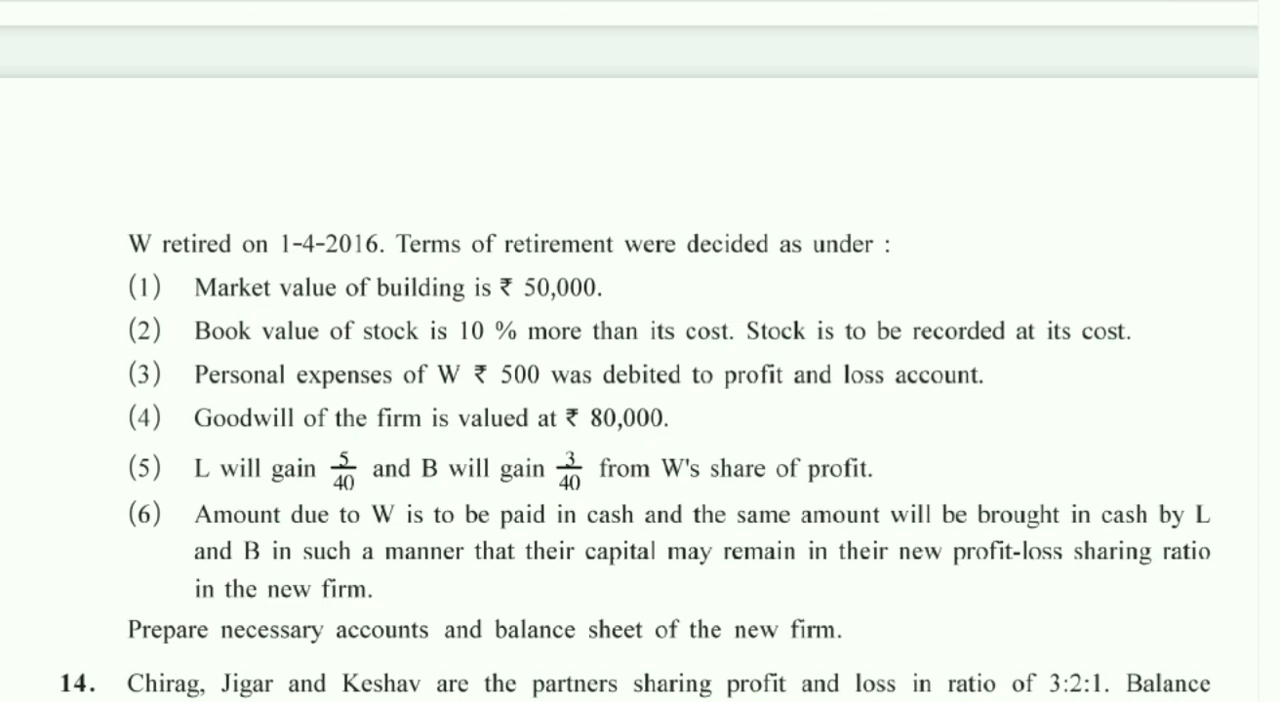 W retired on 1-4-2016. Terms of retirement were decided as under :
(1) Market value of building is ₹ 50,000.
(2) Book value of stock is 10 % more than its cost. Stock is to be recorded at its cost.
(3) Personal expenses of W ₹ 500 was debited to profit and loss account.
(4) Goodwill of the firm is valued at ₹ 80,000.
(5) L will gain 5/40 and B will gain 3/40 from W's share of profit.
(6) Amount due to W is to be paid in cash and the same amount will be brought in cash by L
and B in such a manner that their capital may remain in their new profit-loss sharing ratio
in the new firm.
Prepare necessary accounts and balance sheet of the new firm.
14. Chirag, Jigar and Keshav are the partners sharing profit and loss in ratio of 3:2:1. Balance